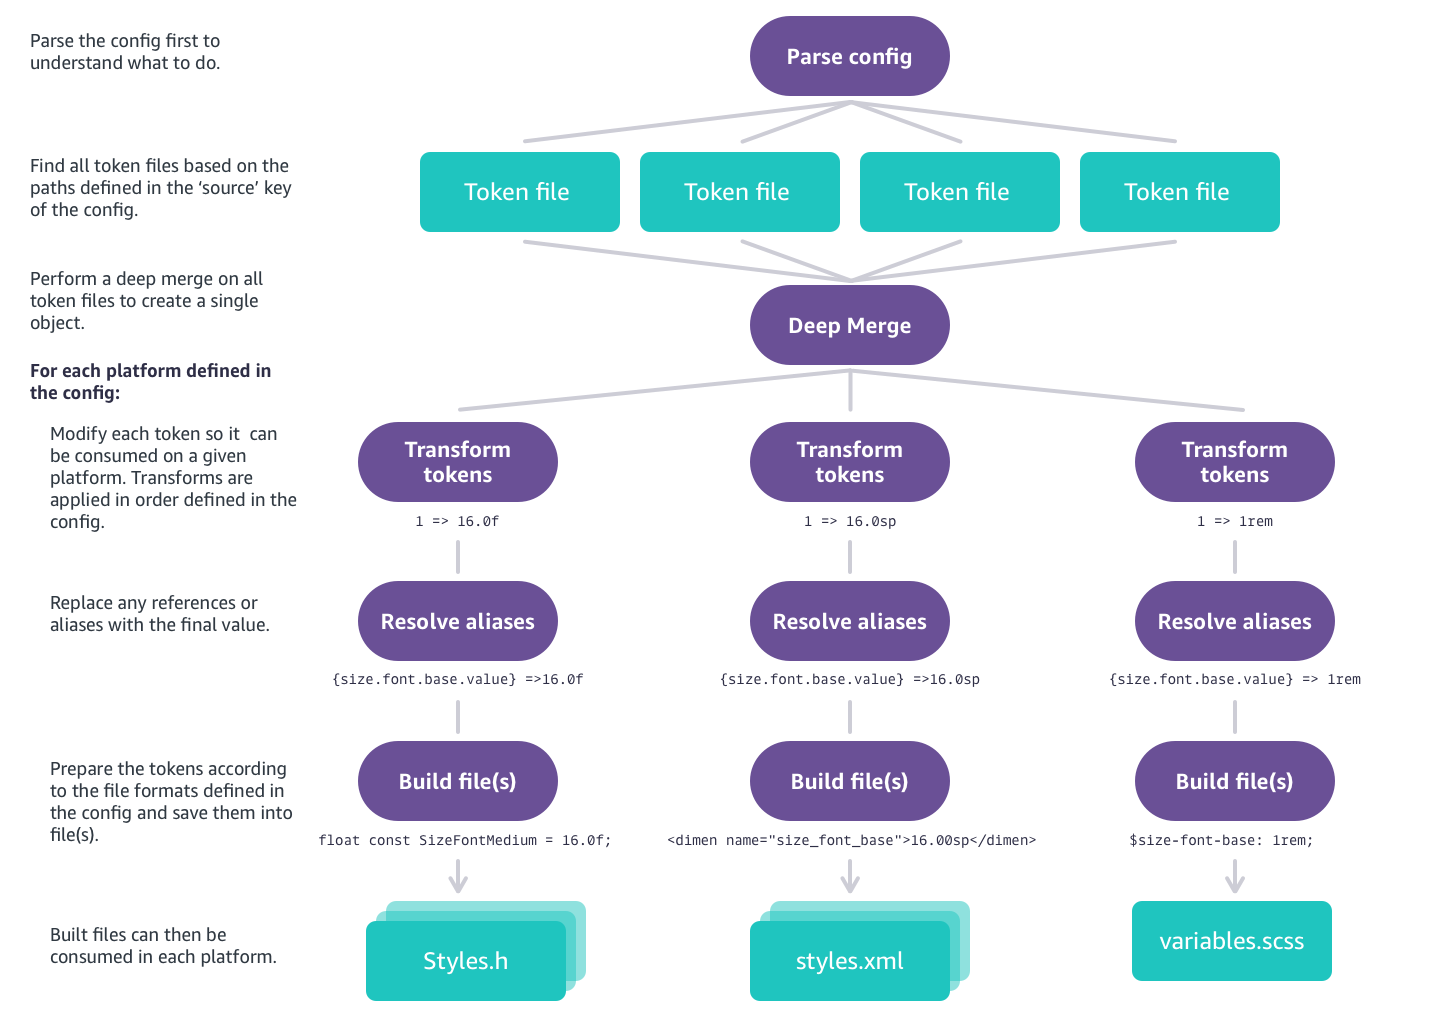 Parse the config first to
understand what to do.
Parse config
Find all token files based on the
paths defined in the ‘source’ key
of the config.
Token file
Token file
Token file
Token file
Perform a deep merge on all
token files to create a single
object.
Deep Merge
For each platform defined in
the config:
Modify each token so it  can
be consumed on a given
platform. Transforms are
applied in order defined in the
config.
Transform
tokens
1 => 16.0f
Transform
tokens
1 => 16.0sp
Transform
tokens
1 => 1rem
Replace any references or
aliases with the final value.
Resolve aliases
{size.font.base.value} =>16.0f
Resolve aliases
{size.font.base.value} =>16.0sp
Resolve aliases
{size.font.base.value} => 1rem
Prepare the tokens according
to the file formats defined in
the config and save them into
file(s).
Build file(s)
float const SizeFontMedium = 16.0f;
Build file(s)
<dimen name="size_font_base">16.00sp</dimen>
Build file(s)
$size-font-base: 1rem;
Built files can then be
consumed in each platform.
Styles.h
styles.xml
variables.scss